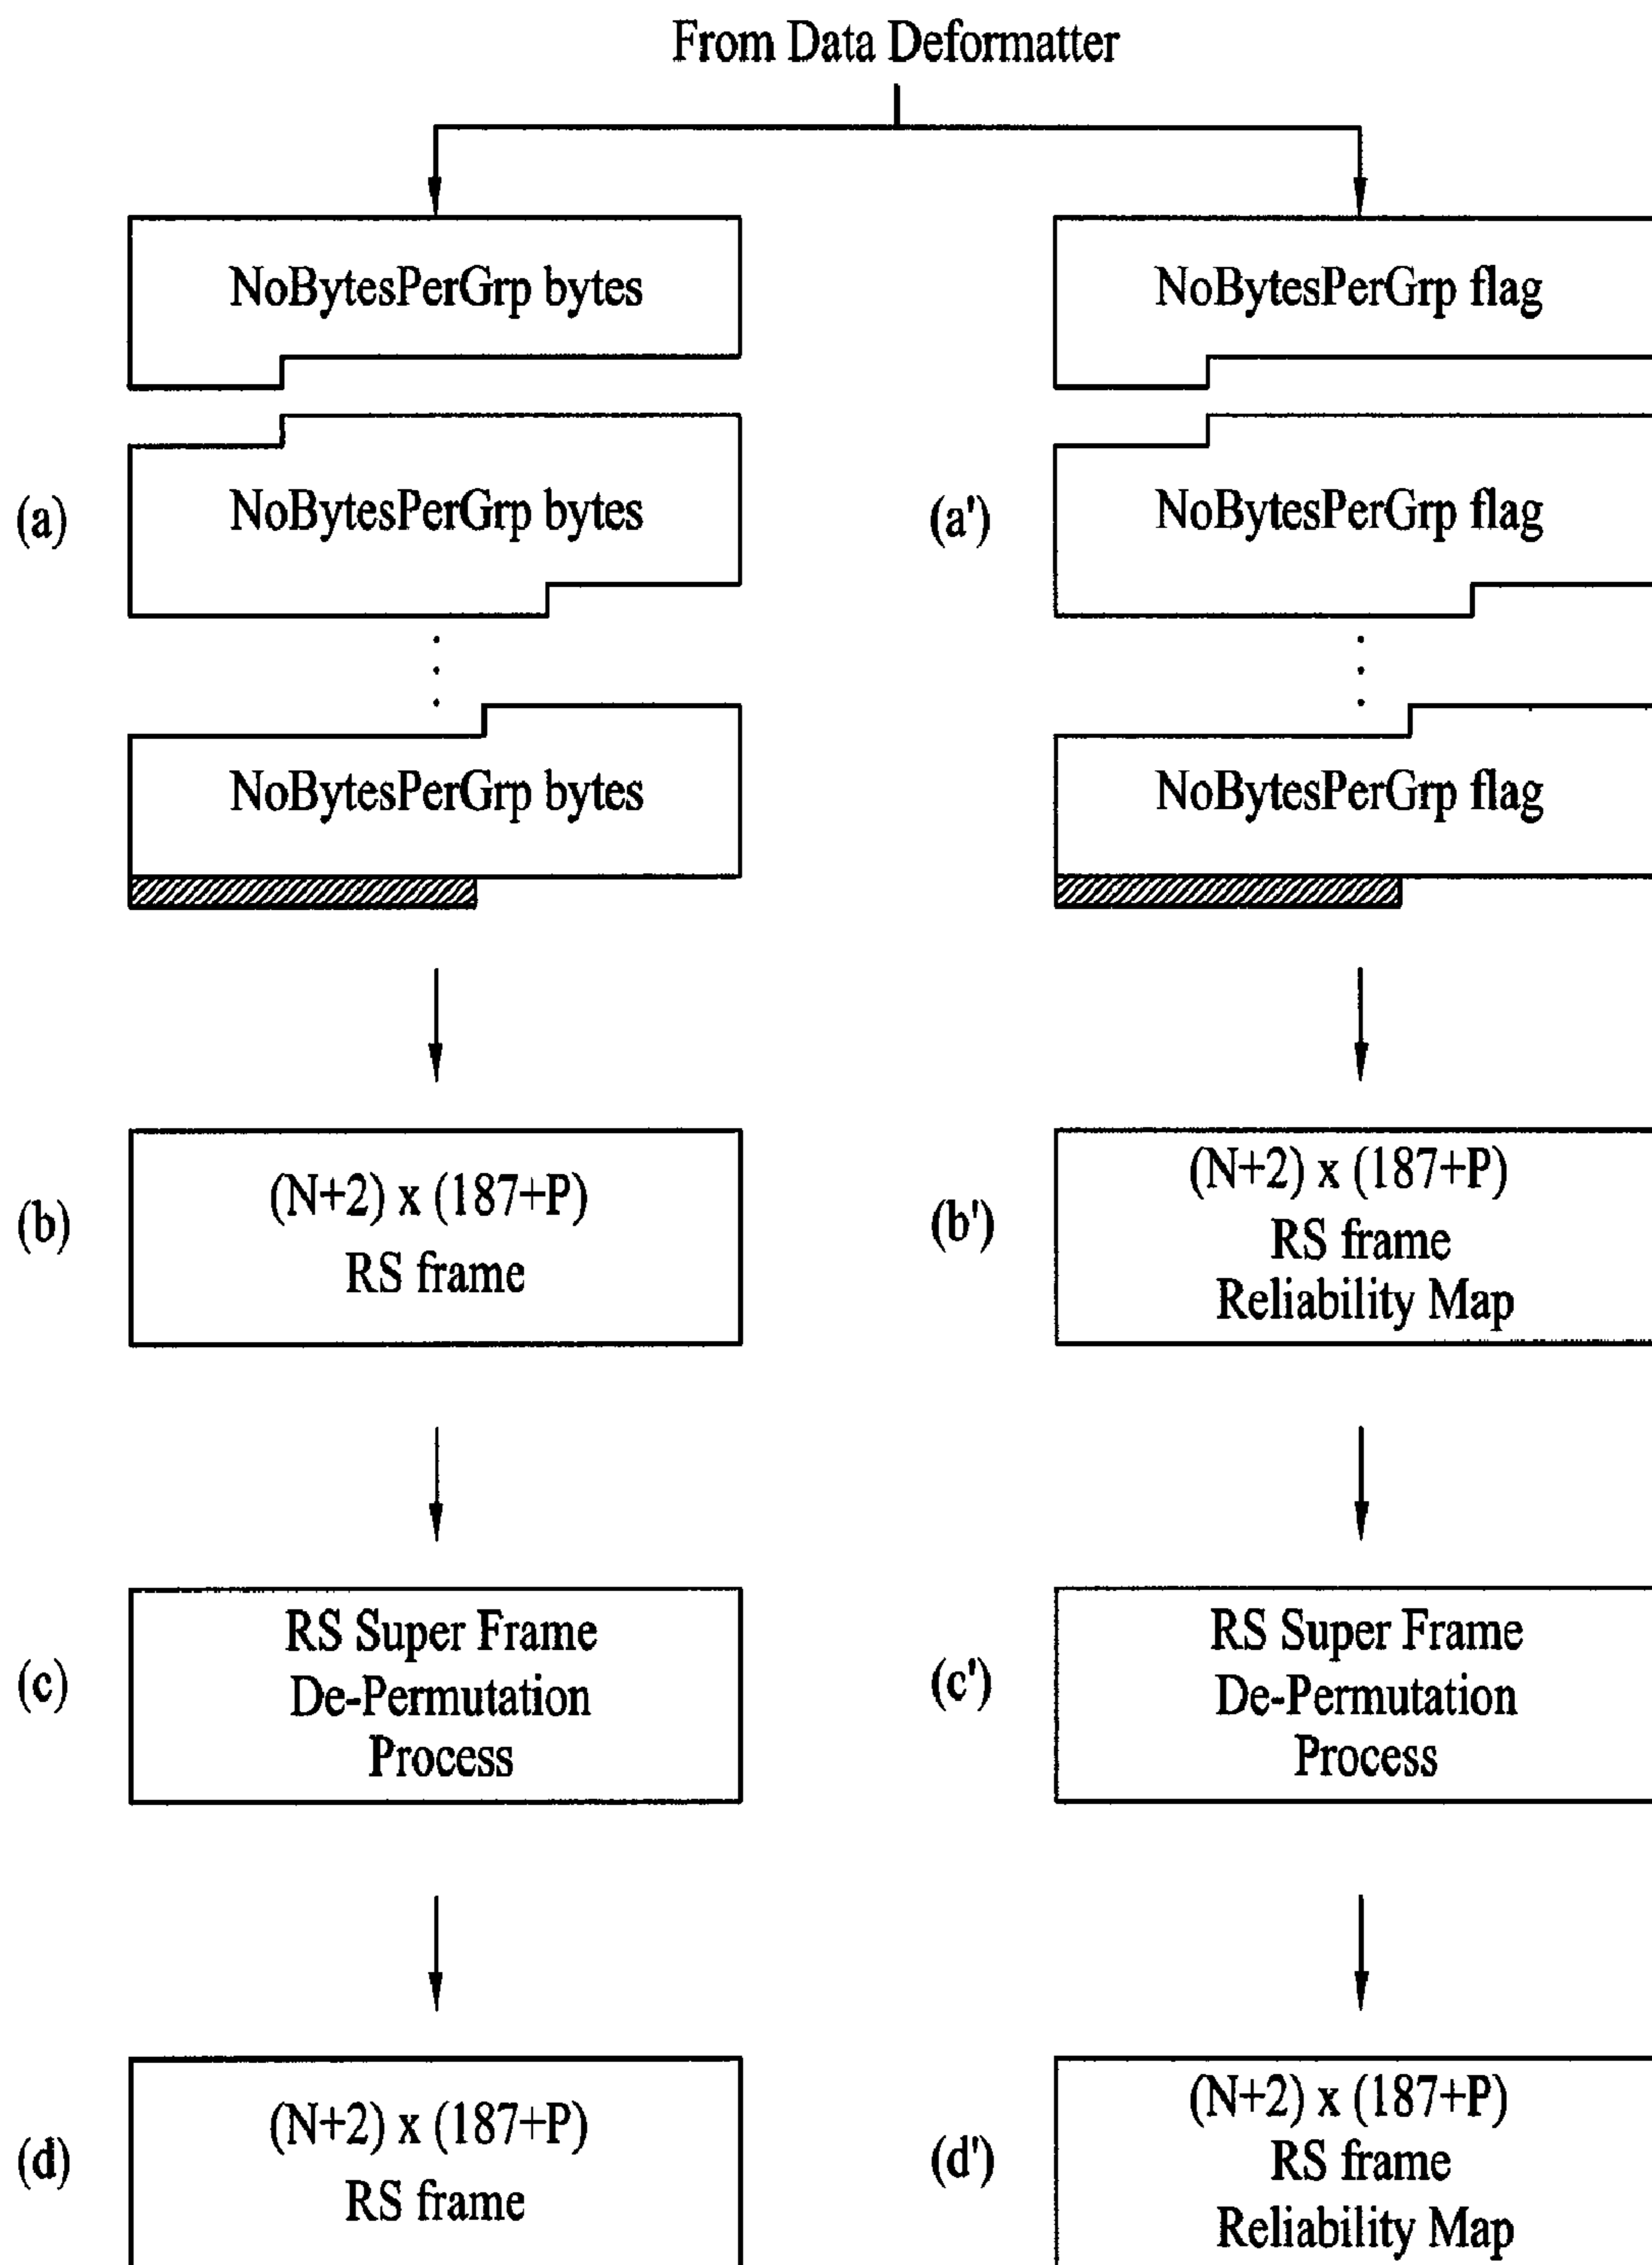 From Data Deformatter
NoBytesPerGrp bytes
NoBytesPerGrp flag
(a)
NoBytesPerGrp bytes
(a')
NoBytesPerGrp flag
NoBytesPerGrp bytes
NoBytesPerGrp flag
(b)
(N+2) x (187+P)
RS frame
(b')
(N+2) x (187+P)
RS frame
Reliability Map
(c)
RS Super Frame
De-Permutation
Process
(c')
RS Super Frame
De-Permutation
Process
(d)
(N+2) x (187+P)
RS frame
(d')
(N+2) x (187+P)
RS frame
Reliability Map